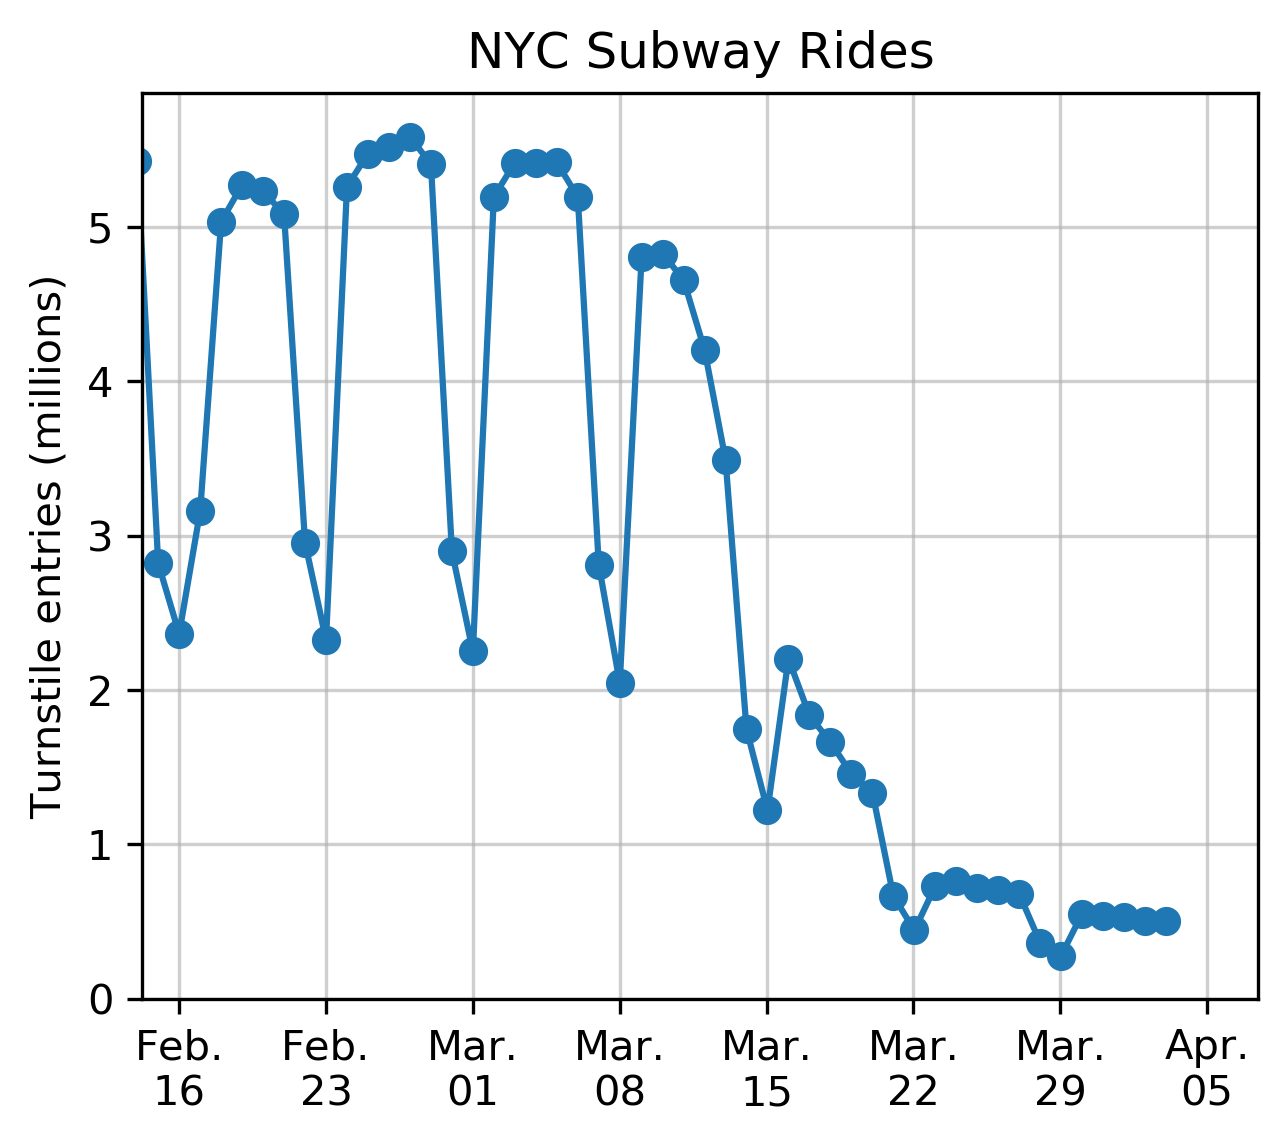 NYC Subway Rides
Turnstile entries (millions)
5
4
3
2
1
0
Feb. Feb. Mar. Mar. Mar. Mar. Mar. Apr.
16 23 01 08 15 22 29 05